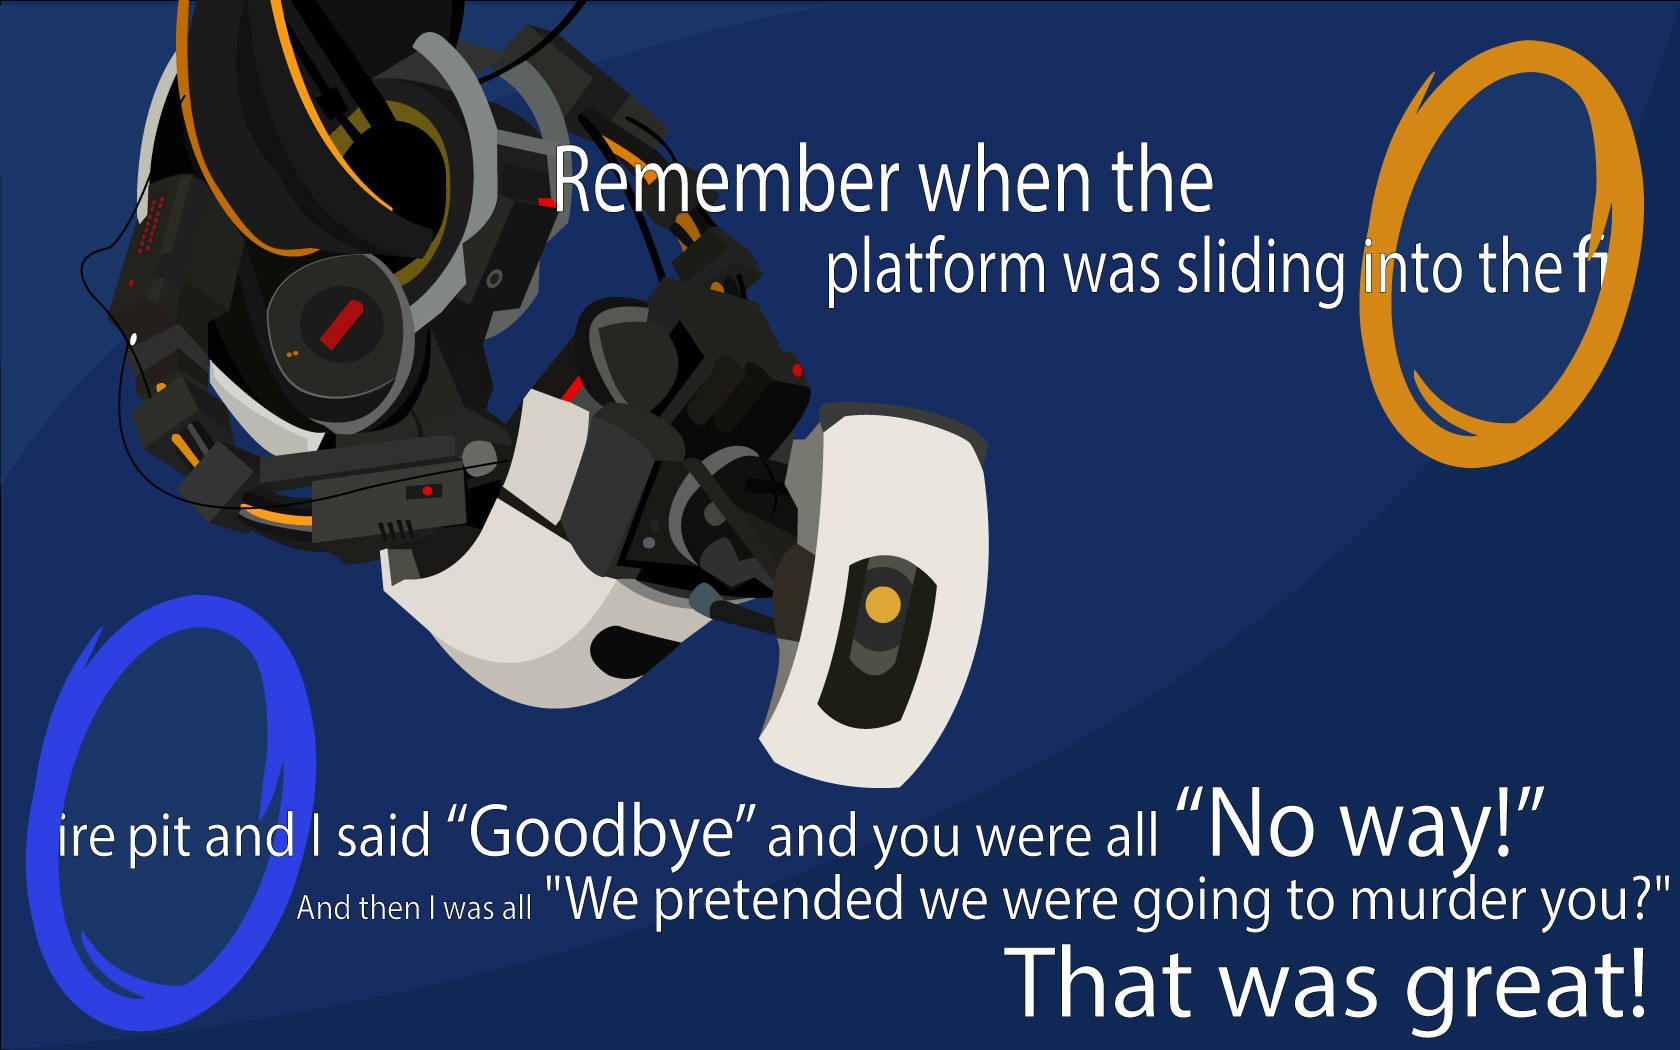 Remember when the
platform was sliding into the fi
ire pit and I said “Goodbye” and you were all “No way!”
And then I was all "We pretended we were going to murder you?"
That was great!